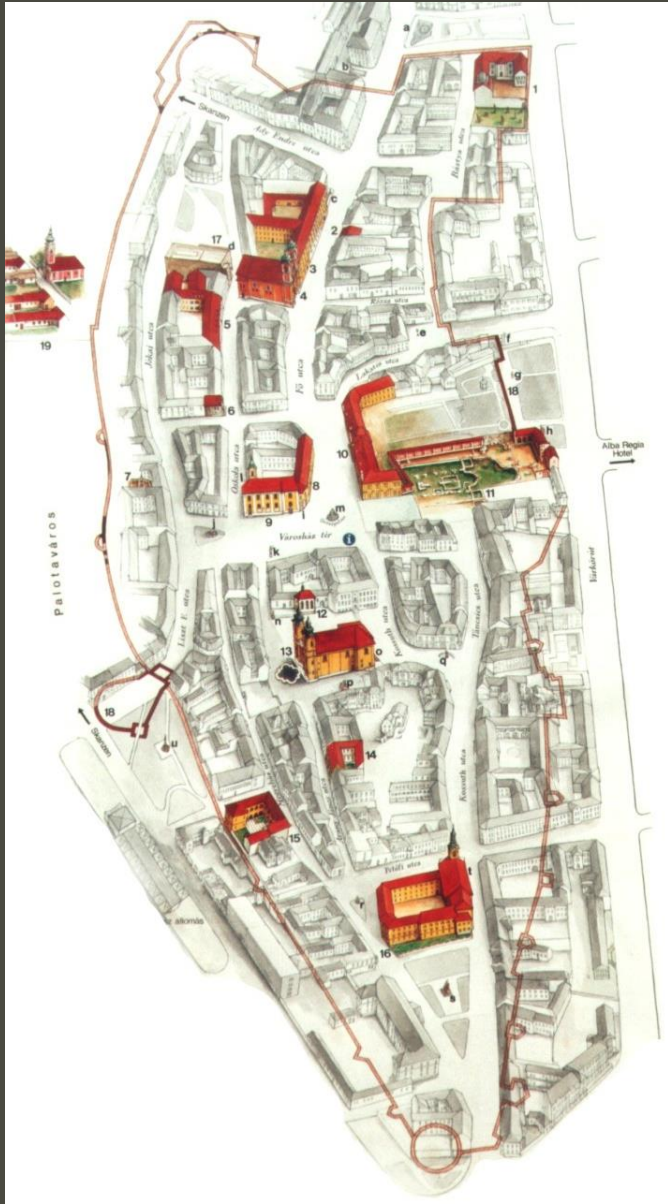 a
b
1
Skanzen
Ady Endre utca
Bástya utca
c
2
17
d
3
4
Rózsa utca
19
5
e
Jókai utca
Fő utca
Lakatos utca
f
g
18
6
h
Alba Regia
Hotel
10
7
Oskola utca
l
8
11
9
i
m
j
Városház tér
i
k
Palotaváros
Várkörút
Liszt F. utca
12
n
Táncsics utca
13
o
q
p
18
Skanzen
u
14
Kossuth utca
15
Petőfi utca
t
r
állomás
16
s